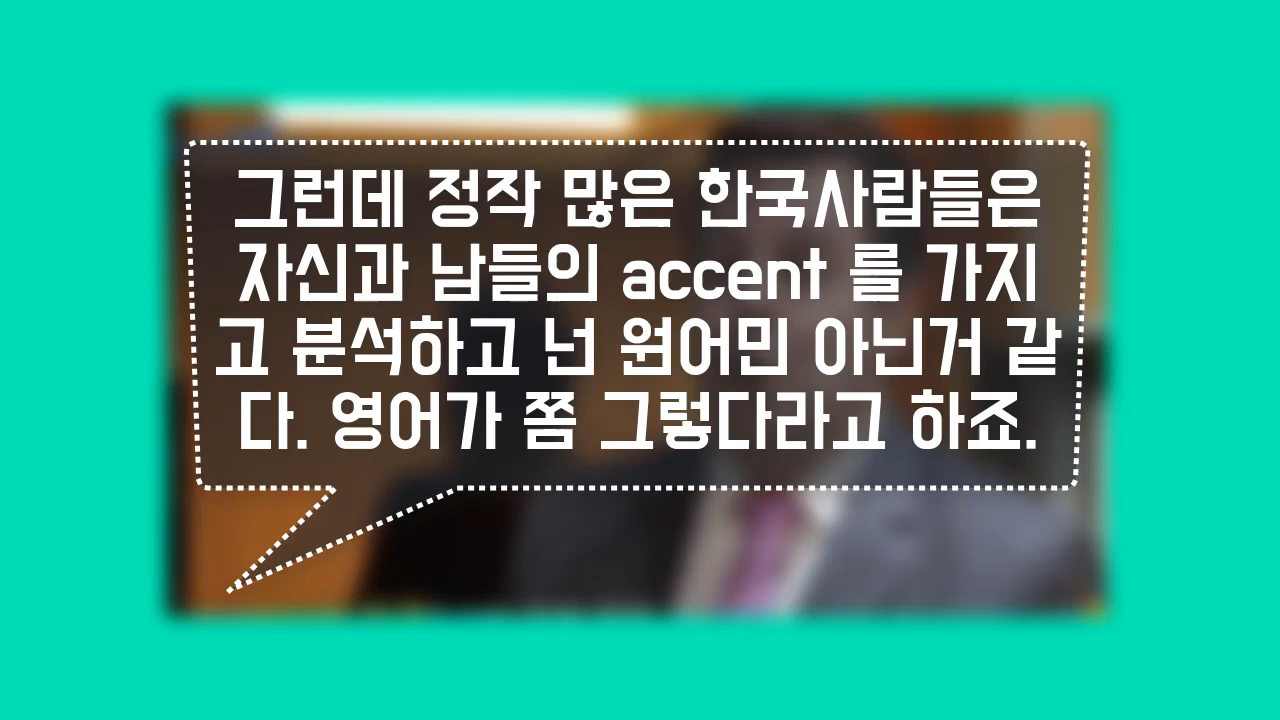 그런데 정작 많은 한국사람들은
자신과 남들의 accent 를 가지
고 분석하고 넌 원어민 아닌거 같
다. 영어가 쫌 그렇다라고 하죠.